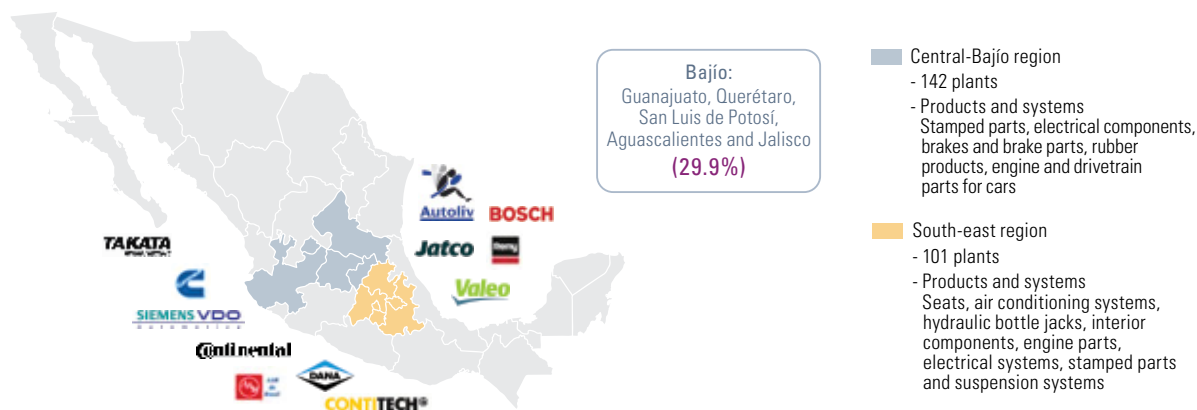 Bajío:
Guanajuato, Querétaro,
San Luis de Potosí,
Aguascalientes and Jalisco
(29.9%)
Central-Bajío region
- 142 plants
- Products and systems
Stamped parts, electrical components,
brakes and brake parts, rubber
products, engine and drivetrain
parts for cars
South-east region
- 101 plants
- Products and systems
Seats, air conditioning systems,
hydraulic bottle jacks, interior
components, engine parts,
electrical systems, stamped parts
and suspension systems
Autoliv
BOSCH
Jatco
Valeo
TAKATA
SIEMENS VDO
automotive
Continental
DANA
CONTITECH®